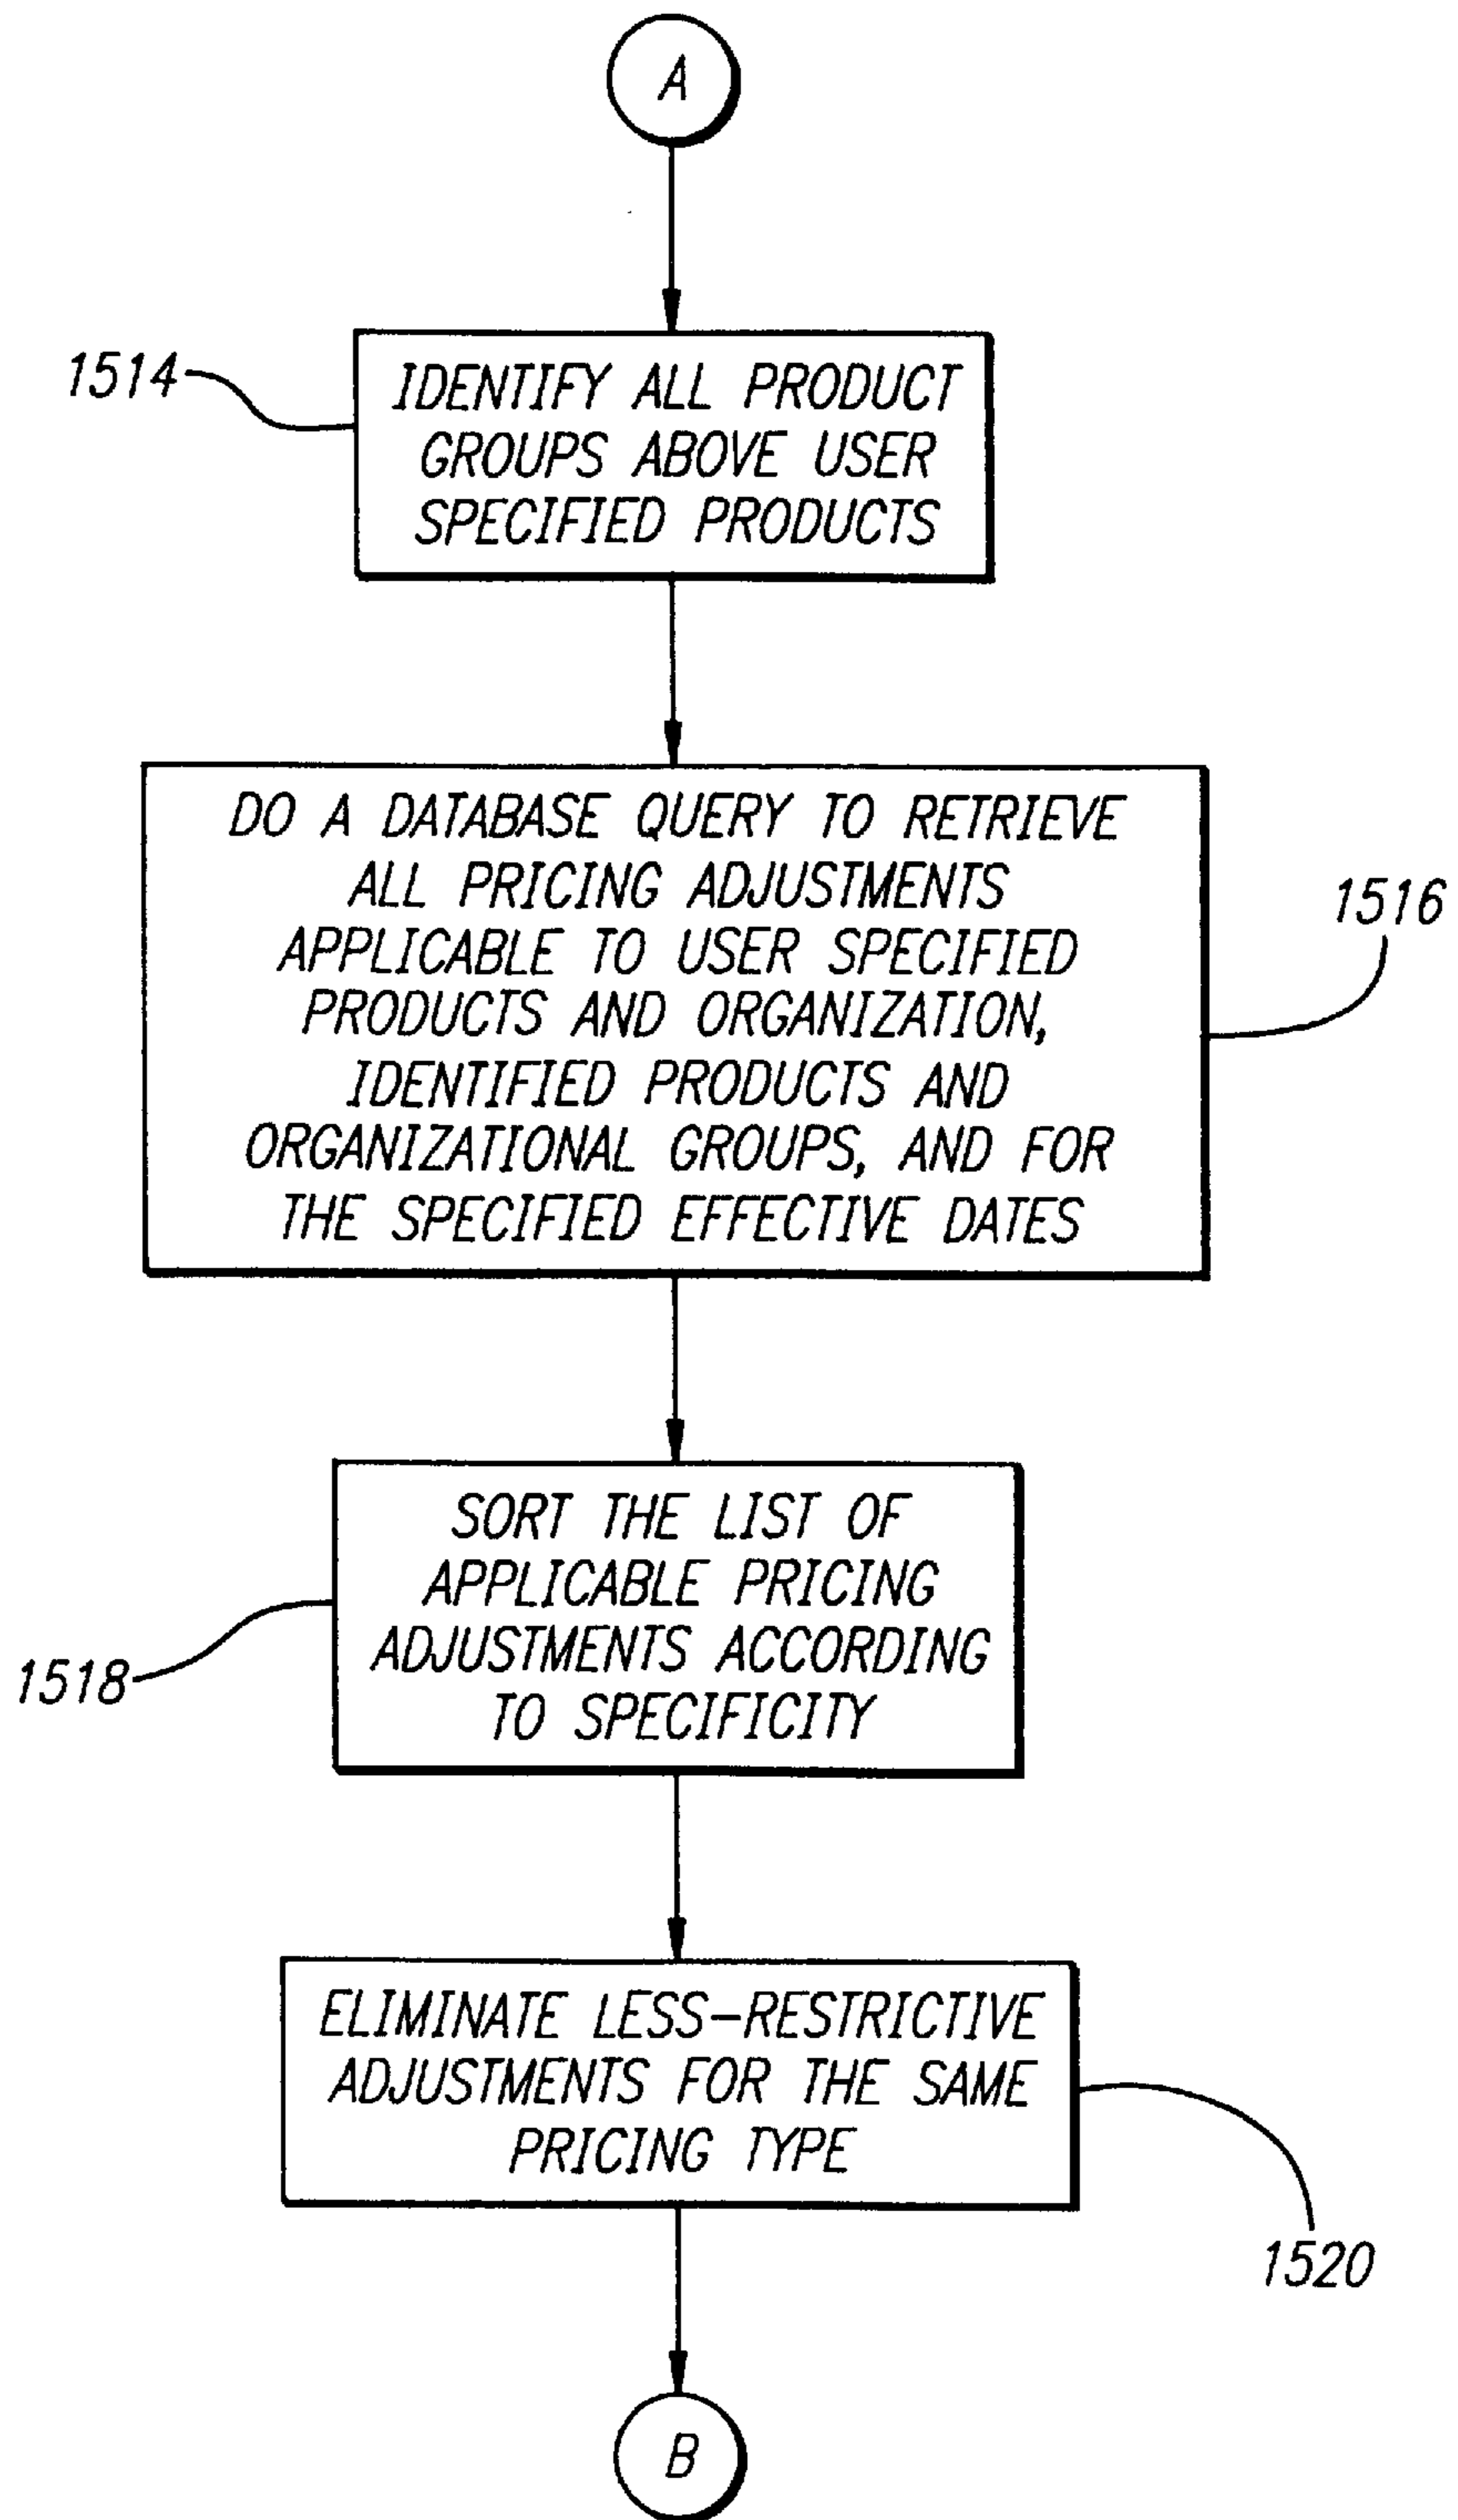 A
1514
IDENTIFY ALL PRODUCT
GROUPS ABOVE USER
SPECIFIED PRODUCTS
DO A DATABASE QUERY TO RETRIEVE
ALL PRICING ADJUSTMENTS
APPLICABLE TO USER SPECIFIED
PRODUCTS AND ORGANIZATION,
IDENTIFIED PRODUCTS AND
ORGANIZATIONAL GROUPS, AND FOR
THE SPECIFIED EFFECTIVE DATES
1516
SORT THE LIST OF
APPLICABLE PRICING
ADJUSTMENTS ACCORDING
TO SPECIFICITY
1518
ELIMINATE LESS-RESTRICTIVE
ADJUSTMENTS FOR THE SAME
PRICING TYPE
1520
B